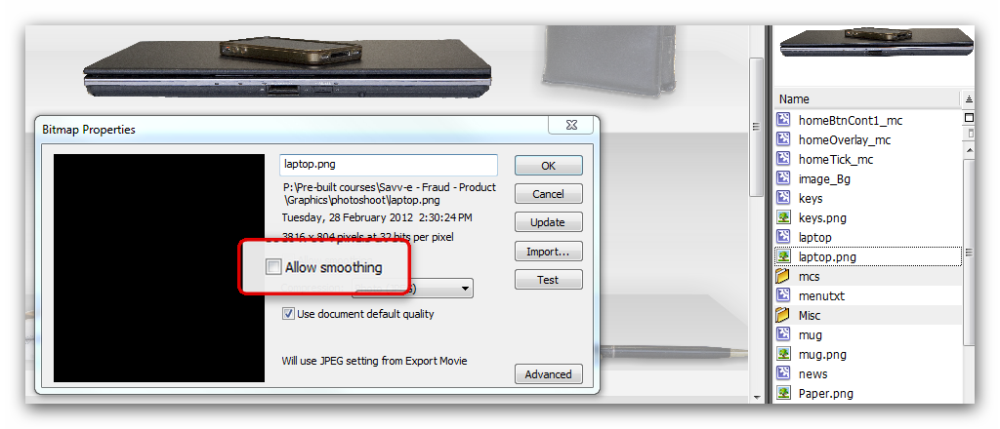 Bitmap Properties
laptop.png
P:\Pre-built courses\Savv-e - Fraud - Product
\Graphics\photoshoot\laptop.png
Tuesday, 28 February 2012 2:30:24 PM
3816 x 804 pixels at 32 bits per pixel
Allow smoothing
Use document default quality
Will use JPEG setting from Export Movie
OK
Cancel
Update
Import...
Test
Advanced
Name
homeBtnCont1_mc
homeOverlay_mc
homeTick_mc
image_Bg
keys
keys.png
laptop
laptop.png
mcs
menutxt
Misc
mug
mug.png
news
Paper.png